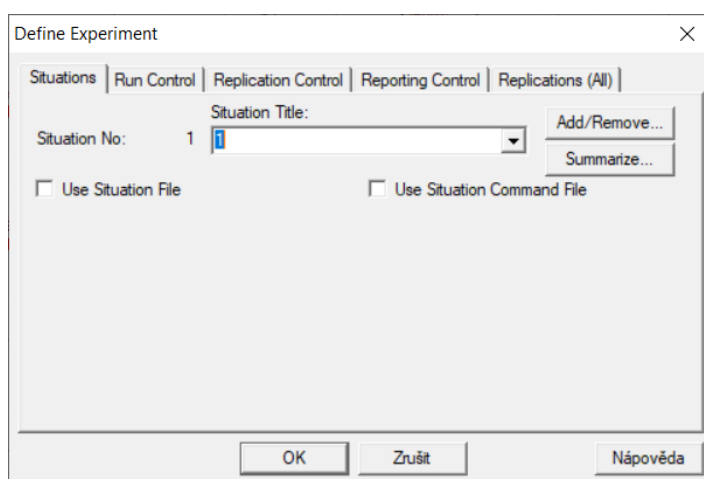 Define Experiment
Situations Run Control Replication Control Reporting Control Replications (All)
Situation Title:
Situation No: 1 1 Add/Remove...
Summarize...
Use Situation File Use Situation Command File
OK Zrušit Nápověda